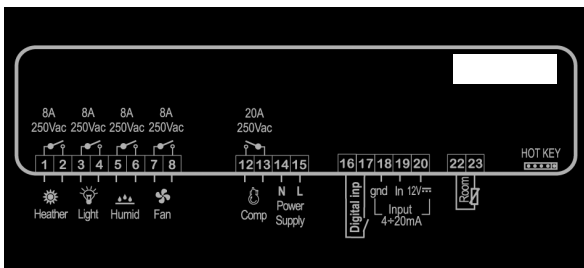 8A 8A 8A 8A 20A
250Vac 250Vac 250Vac 250Vac 250Vac
HOT KEY
1 2 3 4 5 6 7 8 12 13 14 15 16 17 18 19 20 22 23
Heather Light Humid Fan Comp
N L
Power
Supply
Digital inp
gnd In 12V
Input
4÷20mA
Room